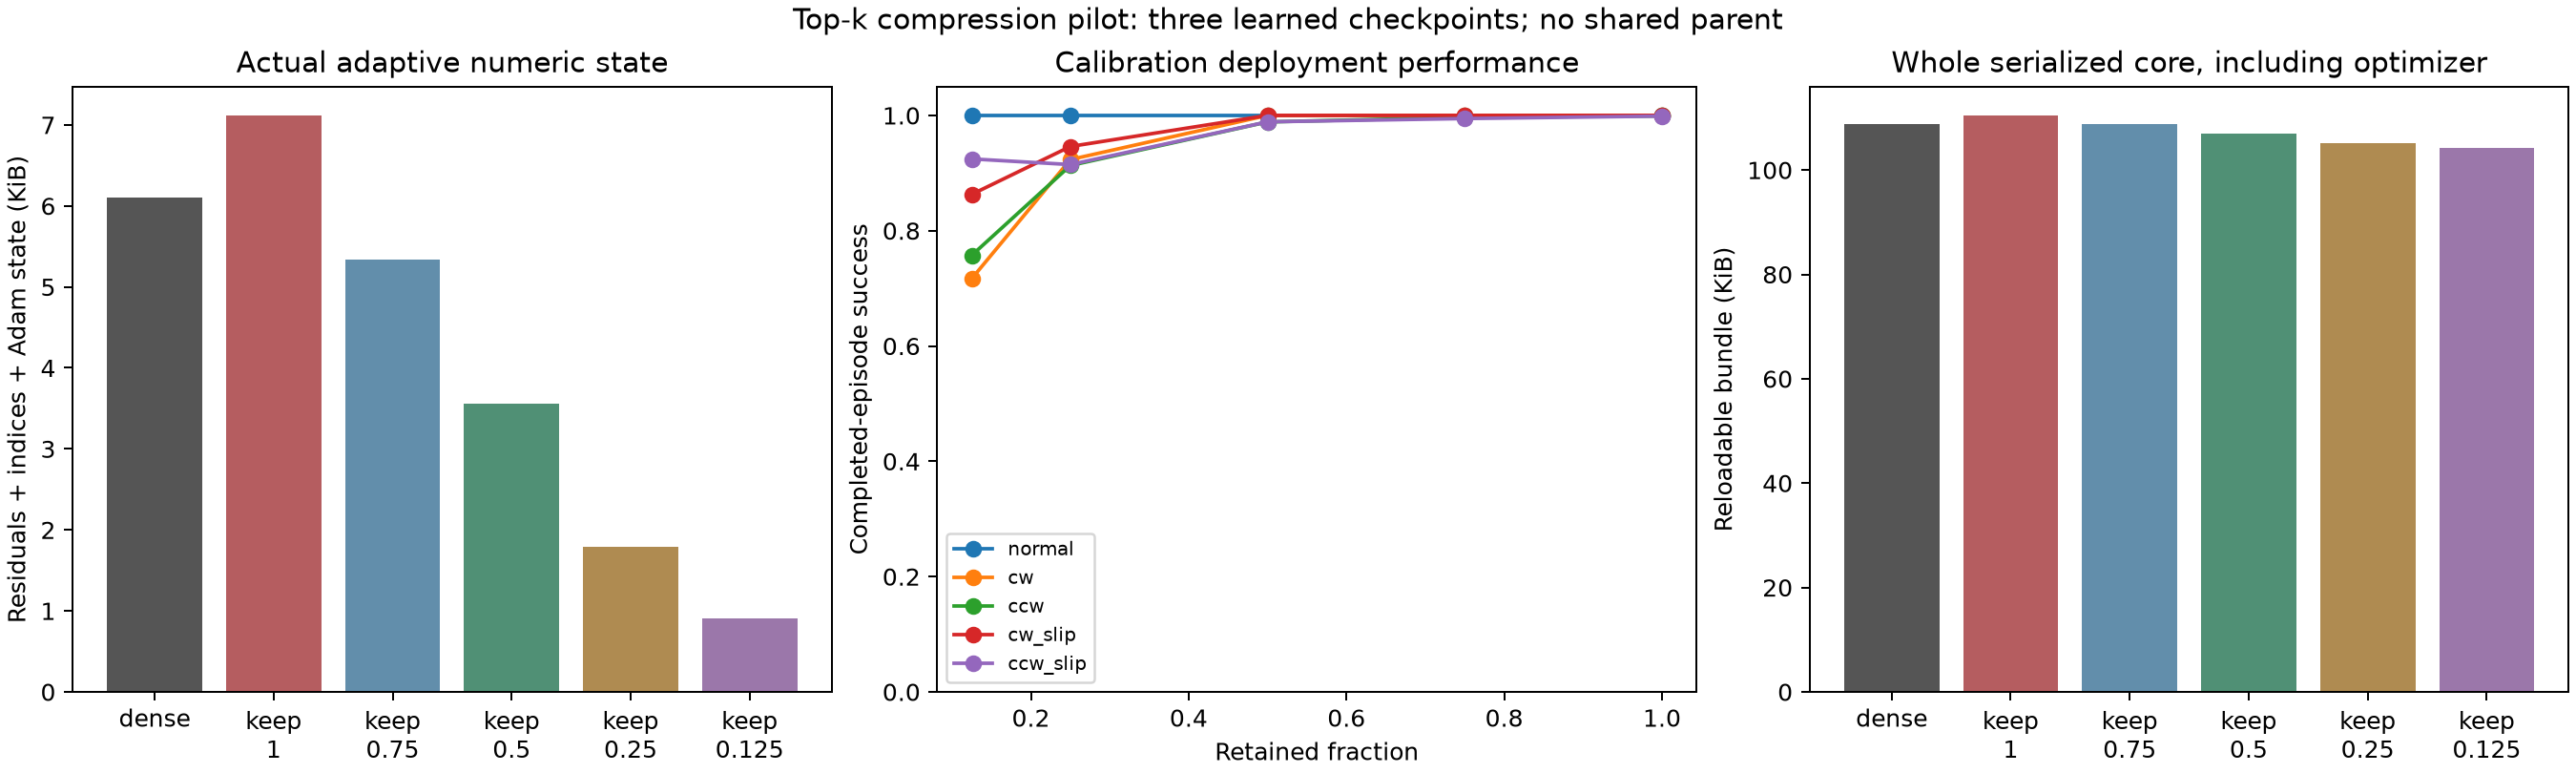 Top-k compression pilot: three learned checkpoints; no shared parent
Actual adaptive numeric state
Residuals + indices + Adam state (KiB)
7
6
5
4
3
2
1
0
dense
keep
1
keep
0.75
keep
0.5
keep
0.25
keep
0.125
Calibration deployment performance
Completed-episode success
1.0
0.8
0.6
0.4
0.2
0.0
normal
cw
ccw
cw_slip
ccw_slip
0.2
0.4
0.6
0.8
1.0
Retained fraction
Whole serialized core, including optimizer
Reloadable bundle (KiB)
100
80
60
40
20
0
dense
keep
1
keep
0.75
keep
0.5
keep
0.25
keep
0.125